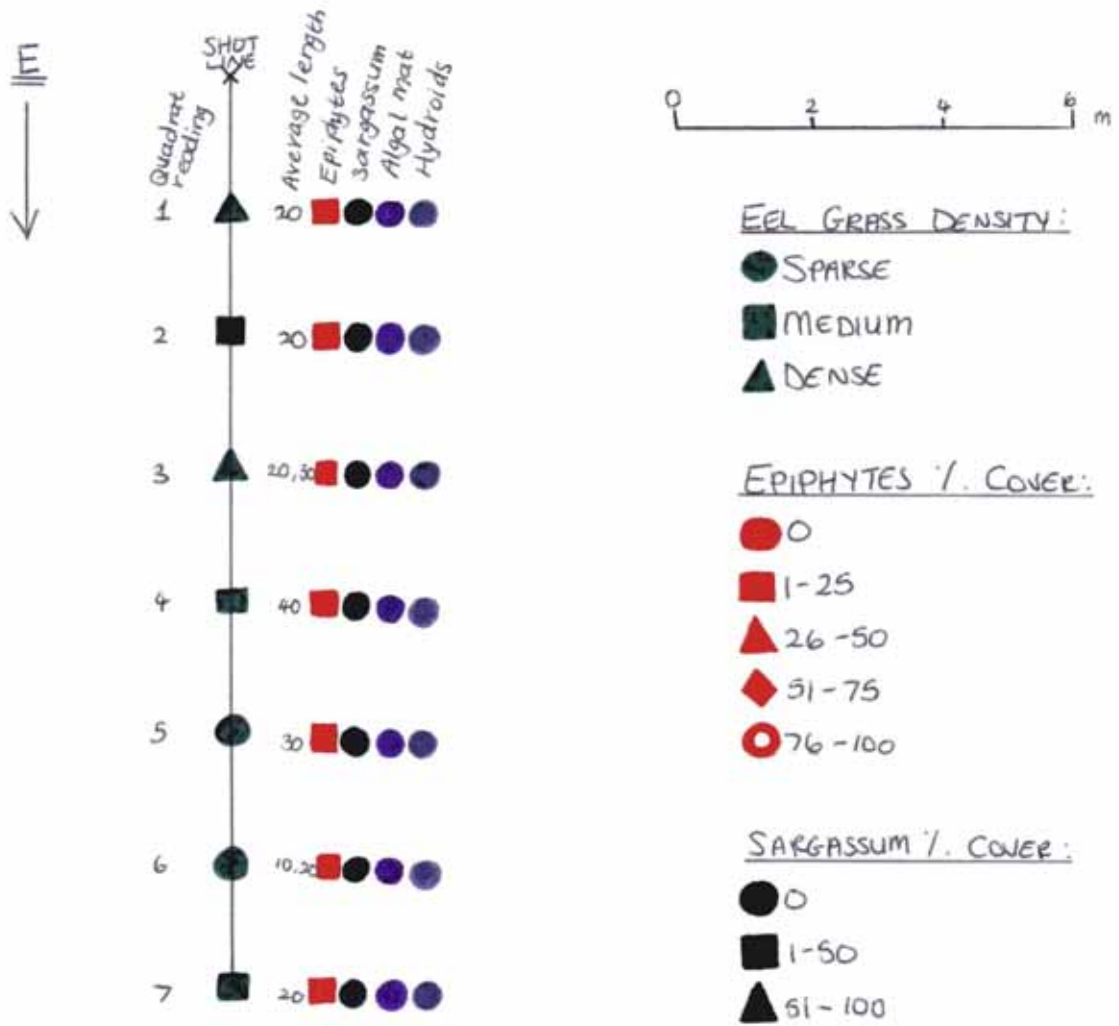 E
SHOT
LINE
Quadrat
reading
Average length
Epiphytes
Sargassum
Algal mat
Hydroids
1 20
2 20
3 20,30
4 40
5 30
6 10,20
7 20
0 2 4 6 m
EEL GRASS DENSITY:
SPARSE
MEDIUM
DENSE
EPIPHYTES %. COVER:
0
1-25
26-50
51-75
76-100
SARGASSUM %. COVER:
0
1-50
51-100